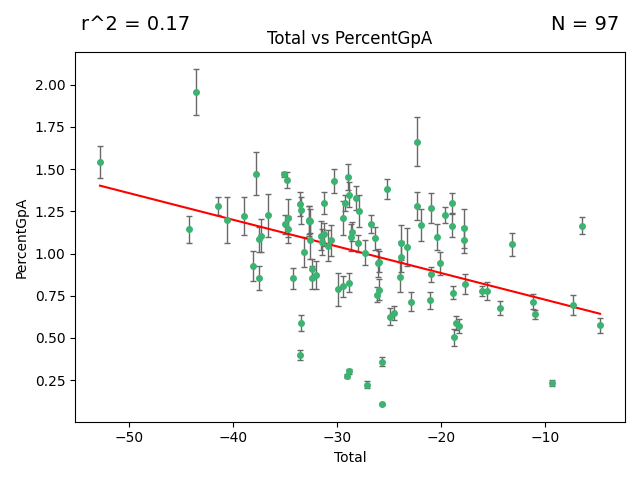 r^2 = 0.17
N = 97
Total vs PercentGpA
PercentGpA
2.00
1.75
1.50
1.25
1.00
0.75
0.50
0.25
−50
−40
−30
−20
−10
Total